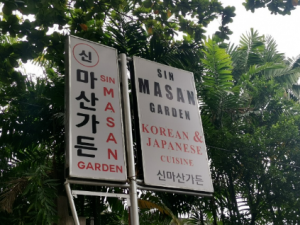 신
마산가든
SIN MASAN GARDEN
SIN
MASAN
GARDEN
KOREAN &
JAPANESE
CUISINE
신마산가든